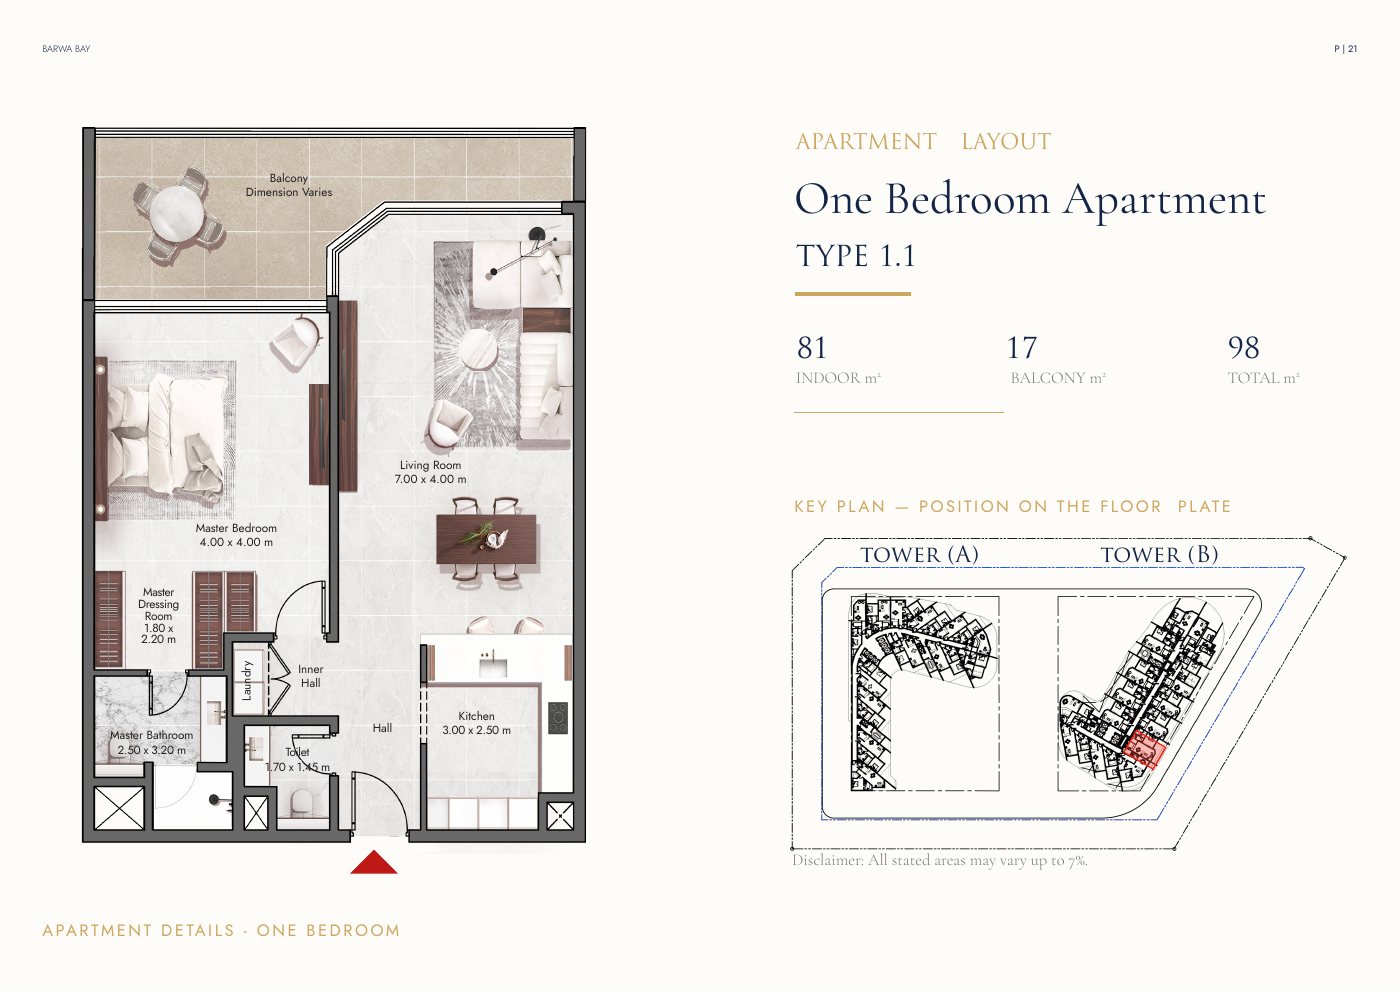 BARWA BAY
P | 21
Balcony
Dimension Varies
Living Room
7.00 x 4.00 m
Master Bedroom
4.00 x 4.00 m
Master
Dressing
Room
1.80 x
2.20 m
Laundry
Inner
Hall
Hall
Kitchen
3.00 x 2.50 m
Master Bathroom
2.50 x 3.20 m
Toilet
1.70 x 1.45 m
APARTMENT LAYOUT
One Bedroom Apartment
TYPE 1.1
81 17 98
INDOOR m² BALCONY m² TOTAL m²
KEY PLAN — POSITION ON THE FLOOR PLATE
TOWER (A) TOWER (B)
Disclaimer: All stated areas may vary up to 7%.
APARTMENT DETAILS - ONE BEDROOM